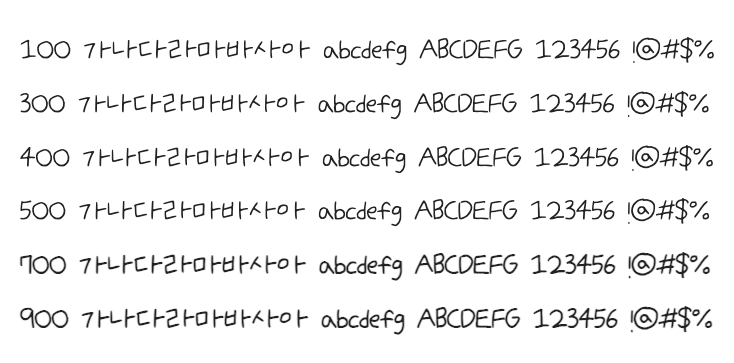 100 가나다라마바사아 abcdefg ABCDEFG 123456 !@#$%
300 가나다라마바사아 abcdefg ABCDEFG 123456 !@#$%
400 가나다라마바사아 abcdefg ABCDEFG 123456 !@#$%
500 가나다라마바사아 abcdefg ABCDEFG 123456 !@#$%
700 가나다라마바사아 abcdefg ABCDEFG 123456 !@#$%
900 가나다라마바사아 abcdefg ABCDEFG 123456 !@#$%